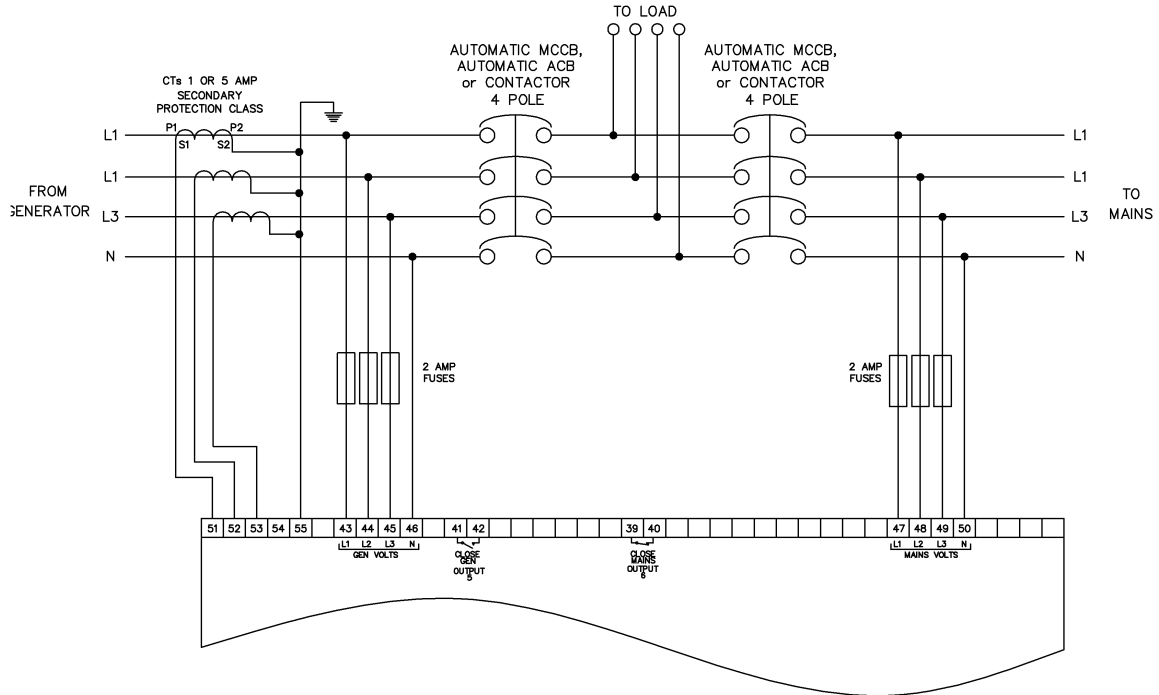 TO LOAD
AUTOMATIC MCCB,
AUTOMATIC ACB
or CONTACTOR
4 POLE
AUTOMATIC MCCB,
AUTOMATIC ACB
or CONTACTOR
4 POLE
CTs 1 OR 5 AMP
SECONDARY
PROTECTION CLASS
P1 P2
S1 S2
L1
L1
L3
N
FROM
GENERATOR
L1
L1
L3
N
TO
MAINS
2 AMP
FUSES
2 AMP
FUSES
51 52 53 54 55 43 44 45 46 41 42 39 40 47 48 49 50
L1 L2 L3 N
GEN VOLTS
CLOSE
GEN
OUTPUT
5
CLOSE
MAINS
OUTPUT
6
L1 L2 L3 N
MAINS VOLTS